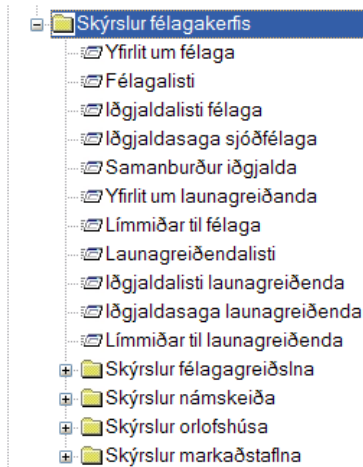 Skýrslur félagakerfis
Yfirlit um félaga
Félagalisti
Iðgjaldalisti félaga
Iðgjaldasaga sjóðfélaga
Samanburður iðgjalda
Yfirlit um launagreiðanda
Límmiðar til félaga
Launagreiðendalisti
Iðgjaldalisti launagreiðenda
Iðgjaldasaga launagreiðenda
Límmiðar til launagreiðenda
Skýrslur félagagreiðslna
Skýrslur námskeiða
Skýrslur orlofshúsa
Skýrslur markaðstaflna